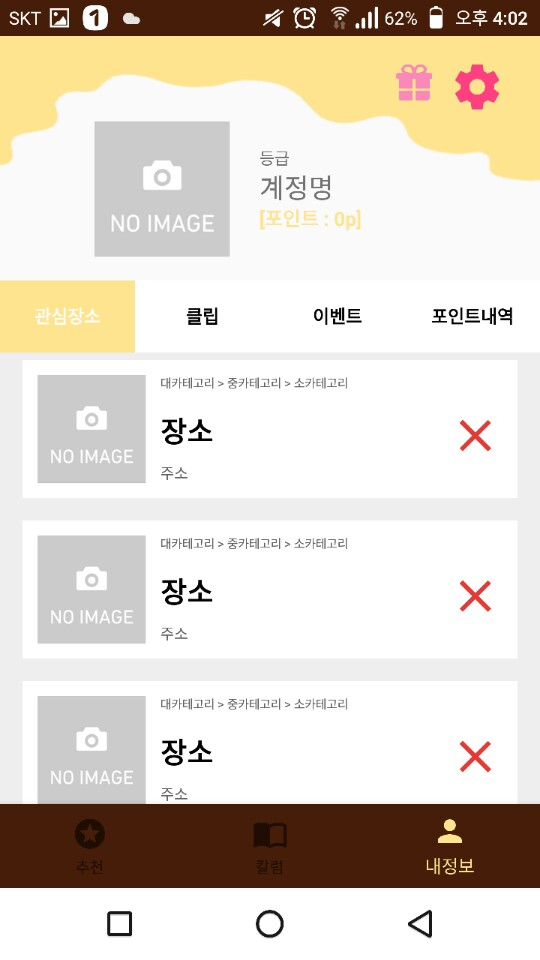 SKT 1 62% 오후 4:02
NO IMAGE
등급
계정명
[포인트 : 0p]
관심장소 클립 이벤트 포인트내역
NO IMAGE
대카테고리 > 중카테고리 > 소카테고리
장소
주소
NO IMAGE
대카테고리 > 중카테고리 > 소카테고리
장소
주소
NO IMAGE
대카테고리 > 중카테고리 > 소카테고리
장소
주소
추천 칼럼 내정보